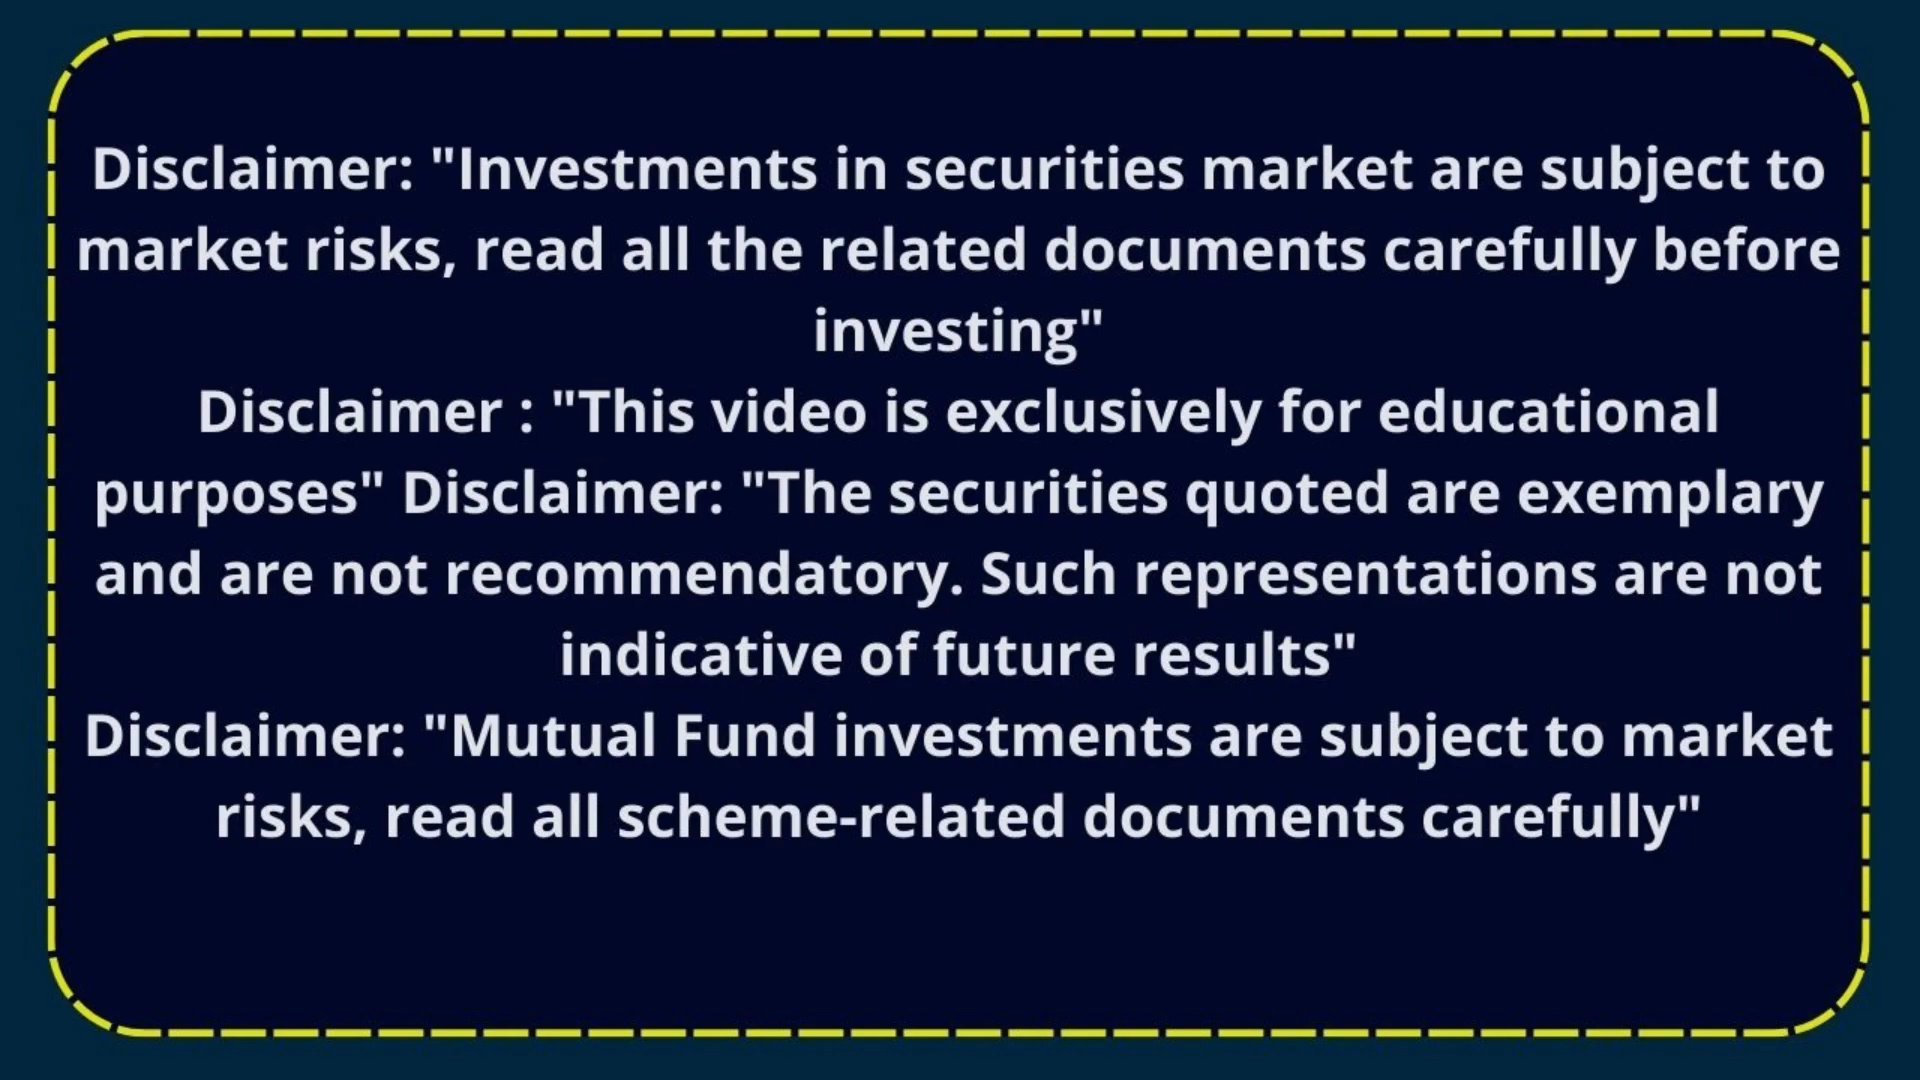 Disclaimer: "Investments in securities market are subject to
market risks, read all the related documents carefully before
investing"
Disclaimer : "This video is exclusively for educational
purposes" Disclaimer: "The securities quoted are exemplary
and are not recommendatory. Such representations are not
indicative of future results"
Disclaimer: "Mutual Fund investments are subject to market
risks, read all scheme-related documents carefully"